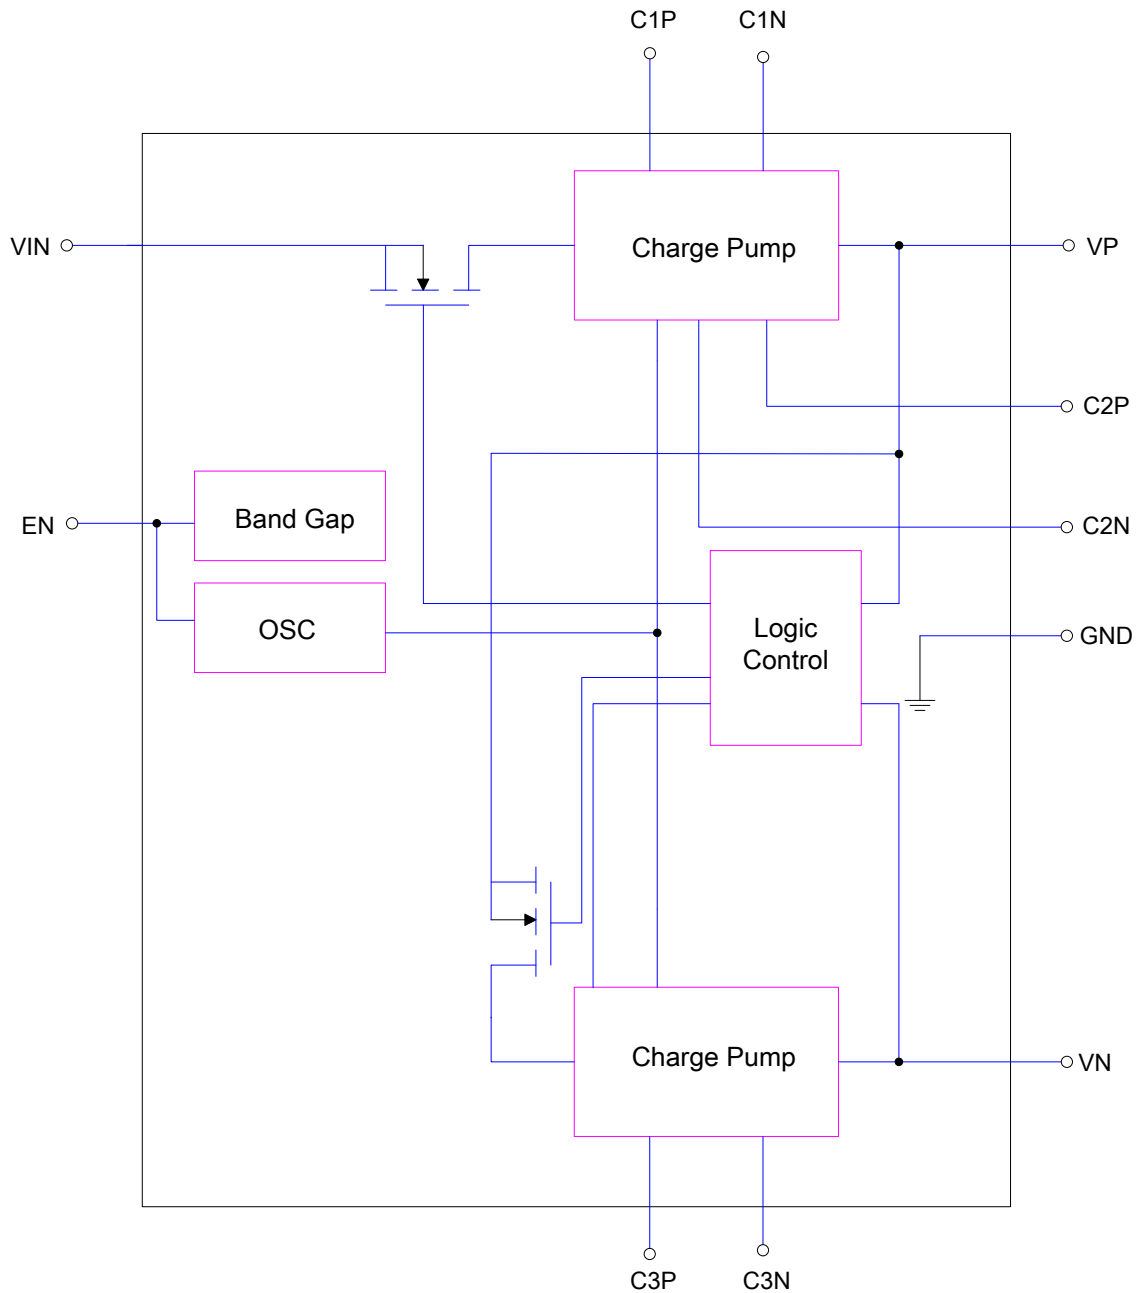 C1P
C1N
VIN
Charge Pump
VP
C2P
EN
Band Gap
C2N
OSC
Logic
Control
GND
Charge Pump
VN
C3P
C3N